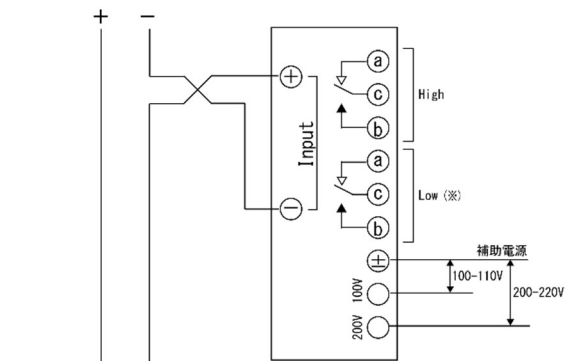 + −
+
a
c
High
b
Input
a
c
Low (※)
−
b
補助電源
±
100-110V
100V
200-220V
200V